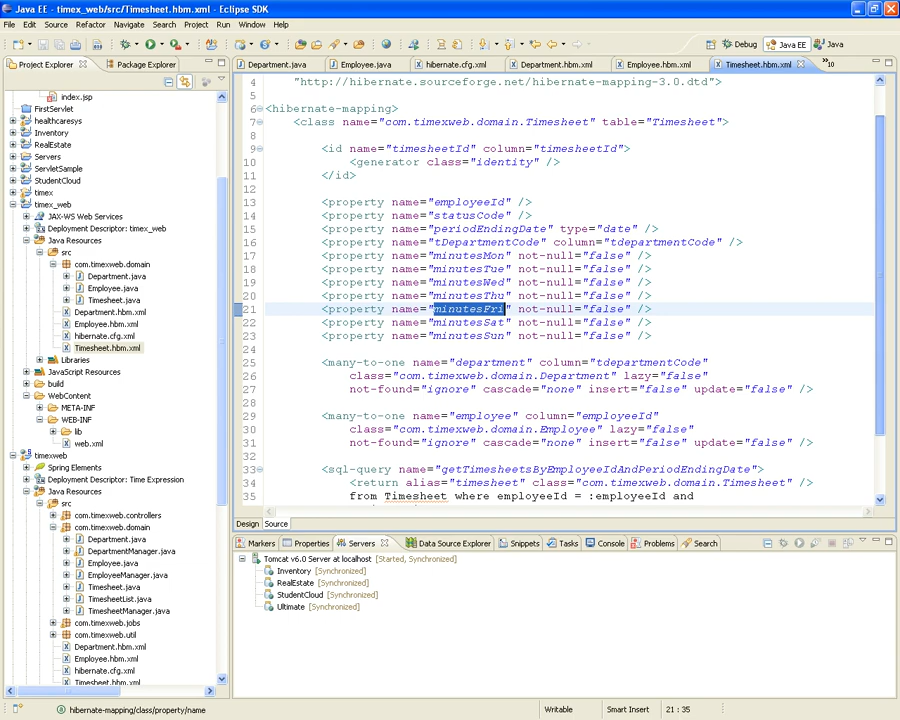 Java EE - timex_web/src/Timesheet.hbm.xml - Eclipse SDK
File Edit Source Refactor Navigate Search Project Run Window Help
Debug Java EE Java
Project Explorer Package Explorer
index.jsp
FirstServlet
healthcaresys
Inventory
RealEstate
Servers
ServletSample
StudentCloud
timex
timex_web
JAX-WS Web Services
Deployment Descriptor: timex_web
Java Resources
src
com.timexweb.domain
Department.java
Employee.java
Timesheet.java
Department.hbm.xml
Employee.hbm.xml
hibernate.cfg.xml
Timesheet.hbm.xml
Libraries
JavaScript Resources
build
WebContent
META-INF
WEB-INF
lib
web.xml
timexweb
Spring Elements
Deployment Descriptor: Time Expression
Java Resources
src
com.timexweb.controllers
com.timexweb.domain
Department.java
DepartmentManager.java
Employee.java
EmployeeManager.java
Timesheet.java
TimesheetList.java
TimesheetManager.java
com.timexweb.jobs
com.timexweb.util
Department.hbm.xml
Employee.hbm.xml
hibernate.cfg.xml
Timesheet.hbm.xml
Department.java Employee.java hibernate.cfg.xml Department.hbm.xml Employee.hbm.xml Timesheet.hbm.xml »10
4 "http://hibernate.sourceforge.net/hibernate-mapping-3.0.dtd">
5
6 <hibernate-mapping>
7 <class name="com.timexweb.domain.Timesheet" table="Timesheet">
8
9 <id name="timesheetId" column="timesheetId">
10 <generator class="identity" />
11 </id>
12
13 <property name="employeeId" />
14 <property name="statusCode" />
15 <property name="periodEndingDate" type="date" />
16 <property name="tDepartmentCode" column="tdepartmentCode" />
17 <property name="minutesMon" not-null="false" />
18 <property name="minutesTue" not-null="false" />
19 <property name="minutesWed" not-null="false" />
20 <property name="minutesThu" not-null="false" />
21 <property name="minutesFri" not-null="false" />
22 <property name="minutesSat" not-null="false" />
23 <property name="minutesSun" not-null="false" />
24
25 <many-to-one name="department" column="tdepartmentCode"
26 class="com.timexweb.domain.Department" lazy="false"
27 not-found="ignore" cascade="none" insert="false" update="false" />
28
29 <many-to-one name="employee" column="employeeId"
30 class="com.timexweb.domain.Employee" lazy="false"
31 not-found="ignore" cascade="none" insert="false" update="false" />
32
33 <sql-query name="getTimesheetsByEmployeeIdAndPeriodEndingDate">
34 <return alias="timesheet" class="com.timexweb.domain.Timesheet" />
35 from Timesheet where employeeId = :employeeId and
Design Source
Markers Properties Servers Data Source Explorer Snippets Tasks Console Problems Search
Tomcat v6.0 Server at localhost [Started, Synchronized]
Inventory [Synchronized]
RealEstate [Synchronized]
StudentCloud [Synchronized]
Ultimate [Synchronized]
hibernate-mapping/class/property/name Writable Smart Insert 21 : 35